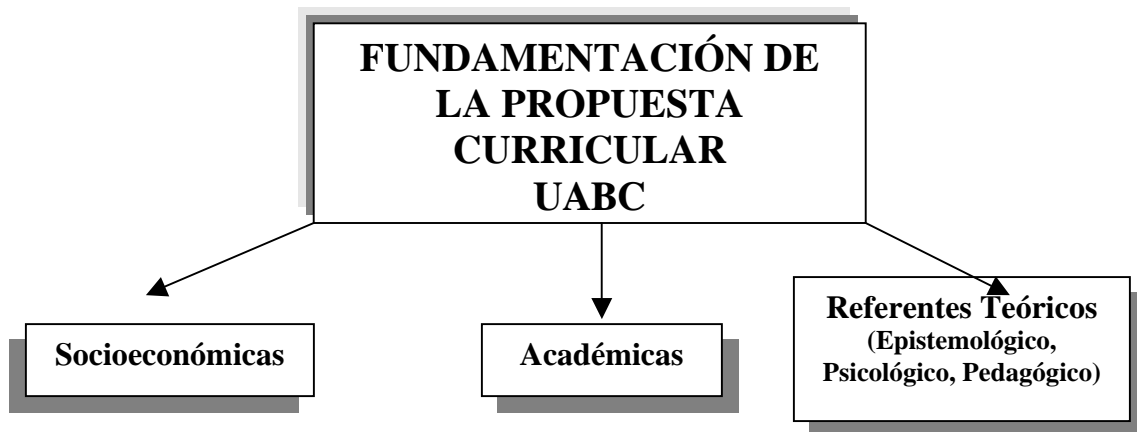 FUNDAMENTACIÓN DE
LA PROPUESTA
CURRICULAR
UABC
Socioeconómicas
Académicas
Referentes Teóricos
(Epistemológico,
Psicológico, Pedagógico)